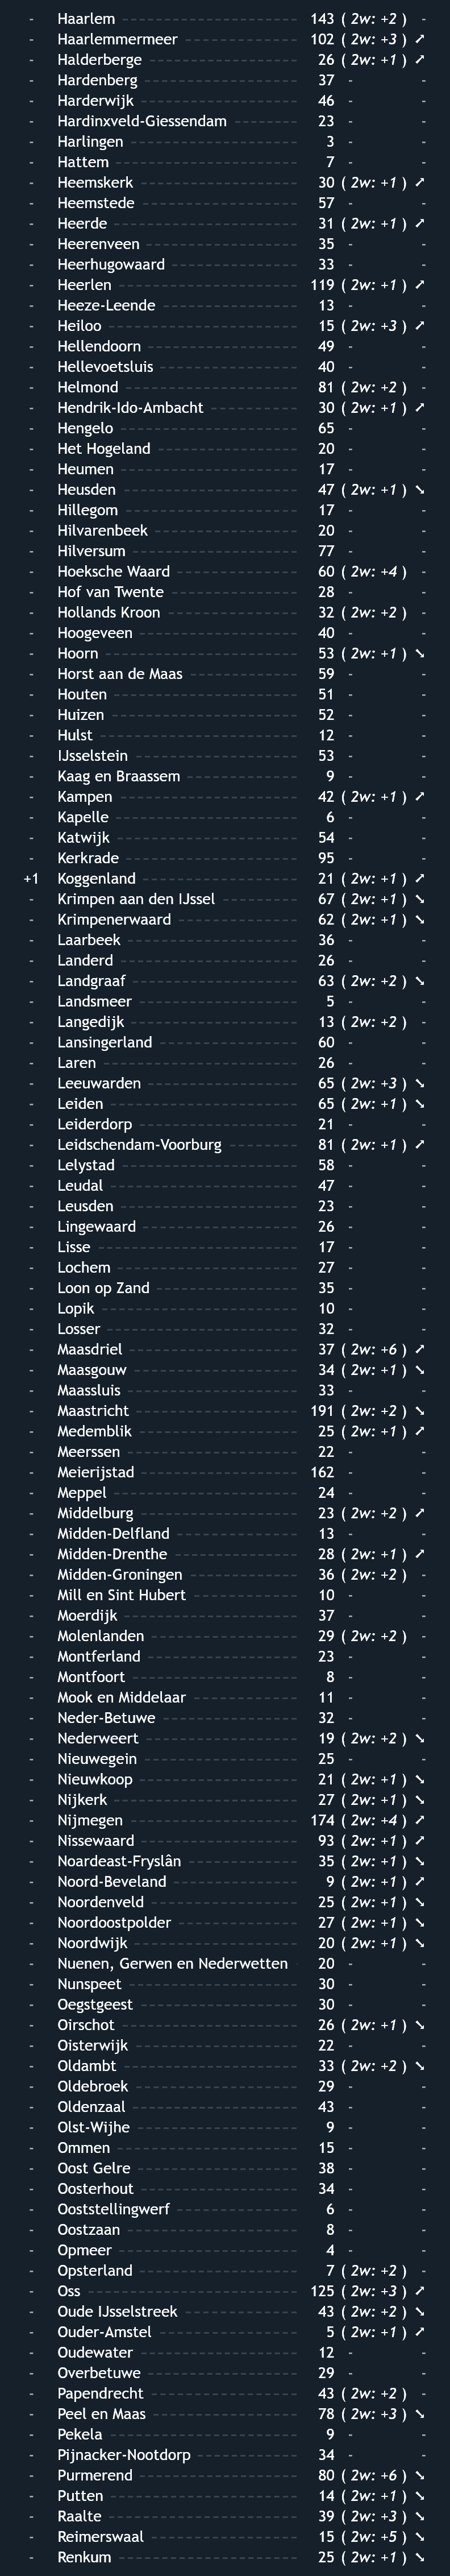 - Haarlem 143 ( 2w: +2 ) -
- Haarlemmermeer 102 ( 2w: +3 ) ➚
- Halderberge 26 ( 2w: +1 ) ➚
- Hardenberg 37 - -
- Harderwijk 46 - -
- Hardinxveld-Giessendam 23 - -
- Harlingen 3 - -
- Hattem 7 - -
- Heemskerk 30 ( 2w: +1 ) ➚
- Heemstede 57 - -
- Heerde 31 ( 2w: +1 ) ➚
- Heerenveen 35 - -
- Heerhugowaard 33 - -
- Heerlen 119 ( 2w: +1 ) ➚
- Heeze-Leende 13 - -
- Heiloo 15 ( 2w: +3 ) ➚
- Hellendoorn 49 - -
- Hellevoetsluis 40 - -
- Helmond 81 ( 2w: +2 ) -
- Hendrik-Ido-Ambacht 30 ( 2w: +1 ) ➚
- Hengelo 65 - -
- Het Hogeland 20 - -
- Heumen 17 - -
- Heusden 47 ( 2w: +1 ) ➘
- Hillegom 17 - -
- Hilvarenbeek 20 - -
- Hilversum 77 - -
- Hoeksche Waard 60 ( 2w: +4 ) -
- Hof van Twente 28 - -
- Hollands Kroon 32 ( 2w: +2 ) -
- Hoogeveen 40 - -
- Hoorn 53 ( 2w: +1 ) ➘
- Horst aan de Maas 59 - -
- Houten 51 - -
- Huizen 52 - -
- Hulst 12 - -
- IJsselstein 53 - -
- Kaag en Braassem 9 - -
- Kampen 42 ( 2w: +1 ) ➚
- Kapelle 6 - -
- Katwijk 54 - -
- Kerkrade 95 - -
+1 Koggenland 21 ( 2w: +1 ) ➚
- Krimpen aan den IJssel 67 ( 2w: +1 ) ➘
- Krimpenerwaard 62 ( 2w: +1 ) ➘
- Laarbeek 36 - -
- Landerd 26 - -
- Landgraaf 63 ( 2w: +2 ) ➘
- Landsmeer 5 - -
- Langedijk 13 ( 2w: +2 ) -
- Lansingerland 60 - -
- Laren 26 - -
- Leeuwarden 65 ( 2w: +3 ) ➘
- Leiden 65 ( 2w: +1 ) ➘
- Leiderdorp 21 - -
- Leidschendam-Voorburg 81 ( 2w: +1 ) ➚
- Lelystad 58 - -
- Leudal 47 - -
- Leusden 23 - -
- Lingewaard 26 - -
- Lisse 17 - -
- Lochem 27 - -
- Loon op Zand 35 - -
- Lopik 10 - -
- Losser 32 - -
- Maasdriel 37 ( 2w: +6 ) ➚
- Maasgouw 34 ( 2w: +1 ) ➘
- Maassluis 33 - -
- Maastricht 191 ( 2w: +2 ) ➘
- Medemblik 25 ( 2w: +1 ) ➚
- Meerssen 22 - -
- Meierijstad 162 - -
- Meppel 24 - -
- Middelburg 23 ( 2w: +2 ) ➚
- Midden-Delfland 13 - -
- Midden-Drenthe 28 ( 2w: +1 ) ➚
- Midden-Groningen 36 ( 2w: +2 ) -
- Mill en Sint Hubert 10 - -
- Moerdijk 37 - -
- Molenlanden 29 ( 2w: +2 ) -
- Montferland 23 - -
- Montfoort 8 - -
- Mook en Middelaar 11 - -
- Neder-Betuwe 32 - -
- Nederweert 19 ( 2w: +2 ) ➘
- Nieuwegein 25 - -
- Nieuwkoop 21 ( 2w: +1 ) ➘
- Nijkerk 27 ( 2w: +1 ) ➘
- Nijmegen 174 ( 2w: +4 ) ➚
- Nissewaard 93 ( 2w: +1 ) ➚
- Noardeast-Fryslân 35 ( 2w: +1 ) ➘
- Noord-Beveland 9 ( 2w: +1 ) ➚
- Noordenveld 25 ( 2w: +1 ) ➘
- Noordoostpolder 27 ( 2w: +1 ) ➘
- Noordwijk 20 ( 2w: +1 ) ➘
- Nuenen, Gerwen en Nederwetten 20 - -
- Nunspeet 30 - -
- Oegstgeest 30 - -
- Oirschot 26 ( 2w: +1 ) ➘
- Oisterwijk 22 - -
- Oldambt 33 ( 2w: +2 ) ➘
- Oldebroek 29 - -
- Oldenzaal 43 - -
- Olst-Wijhe 9 - -
- Ommen 15 - -
- Oost Gelre 38 - -
- Oosterhout 34 - -
- Ooststellingwerf 6 - -
- Oostzaan 8 - -
- Opmeer 4 - -
- Opsterland 7 ( 2w: +2 ) -
- Oss 125 ( 2w: +3 ) ➚
- Oude IJsselstreek 43 ( 2w: +2 ) ➘
- Ouder-Amstel 5 ( 2w: +1 ) ➚
- Oudewater 12 - -
- Overbetuwe 29 - -
- Papendrecht 43 ( 2w: +2 ) -
- Peel en Maas 78 ( 2w: +3 ) ➘
- Pekela 9 - -
- Pijnacker-Nootdorp 34 - -
- Purmerend 80 ( 2w: +6 ) ➘
- Putten 14 ( 2w: +1 ) ➘
- Raalte 39 ( 2w: +3 ) ➘
- Reimerswaal 15 ( 2w: +5 ) ➘
- Renkum 25 ( 2w: +1 ) ➘